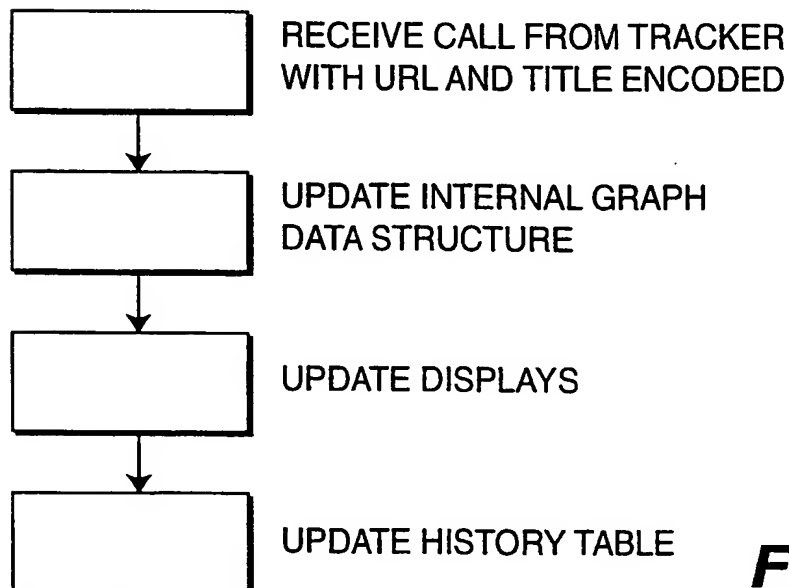 RECEIVE CALL FROM TRACKER
WITH URL AND TITLE ENCODED
UPDATE INTERNAL GRAPH
DATA STRUCTURE
UPDATE DISPLAYS
UPDATE HISTORY TABLE
F